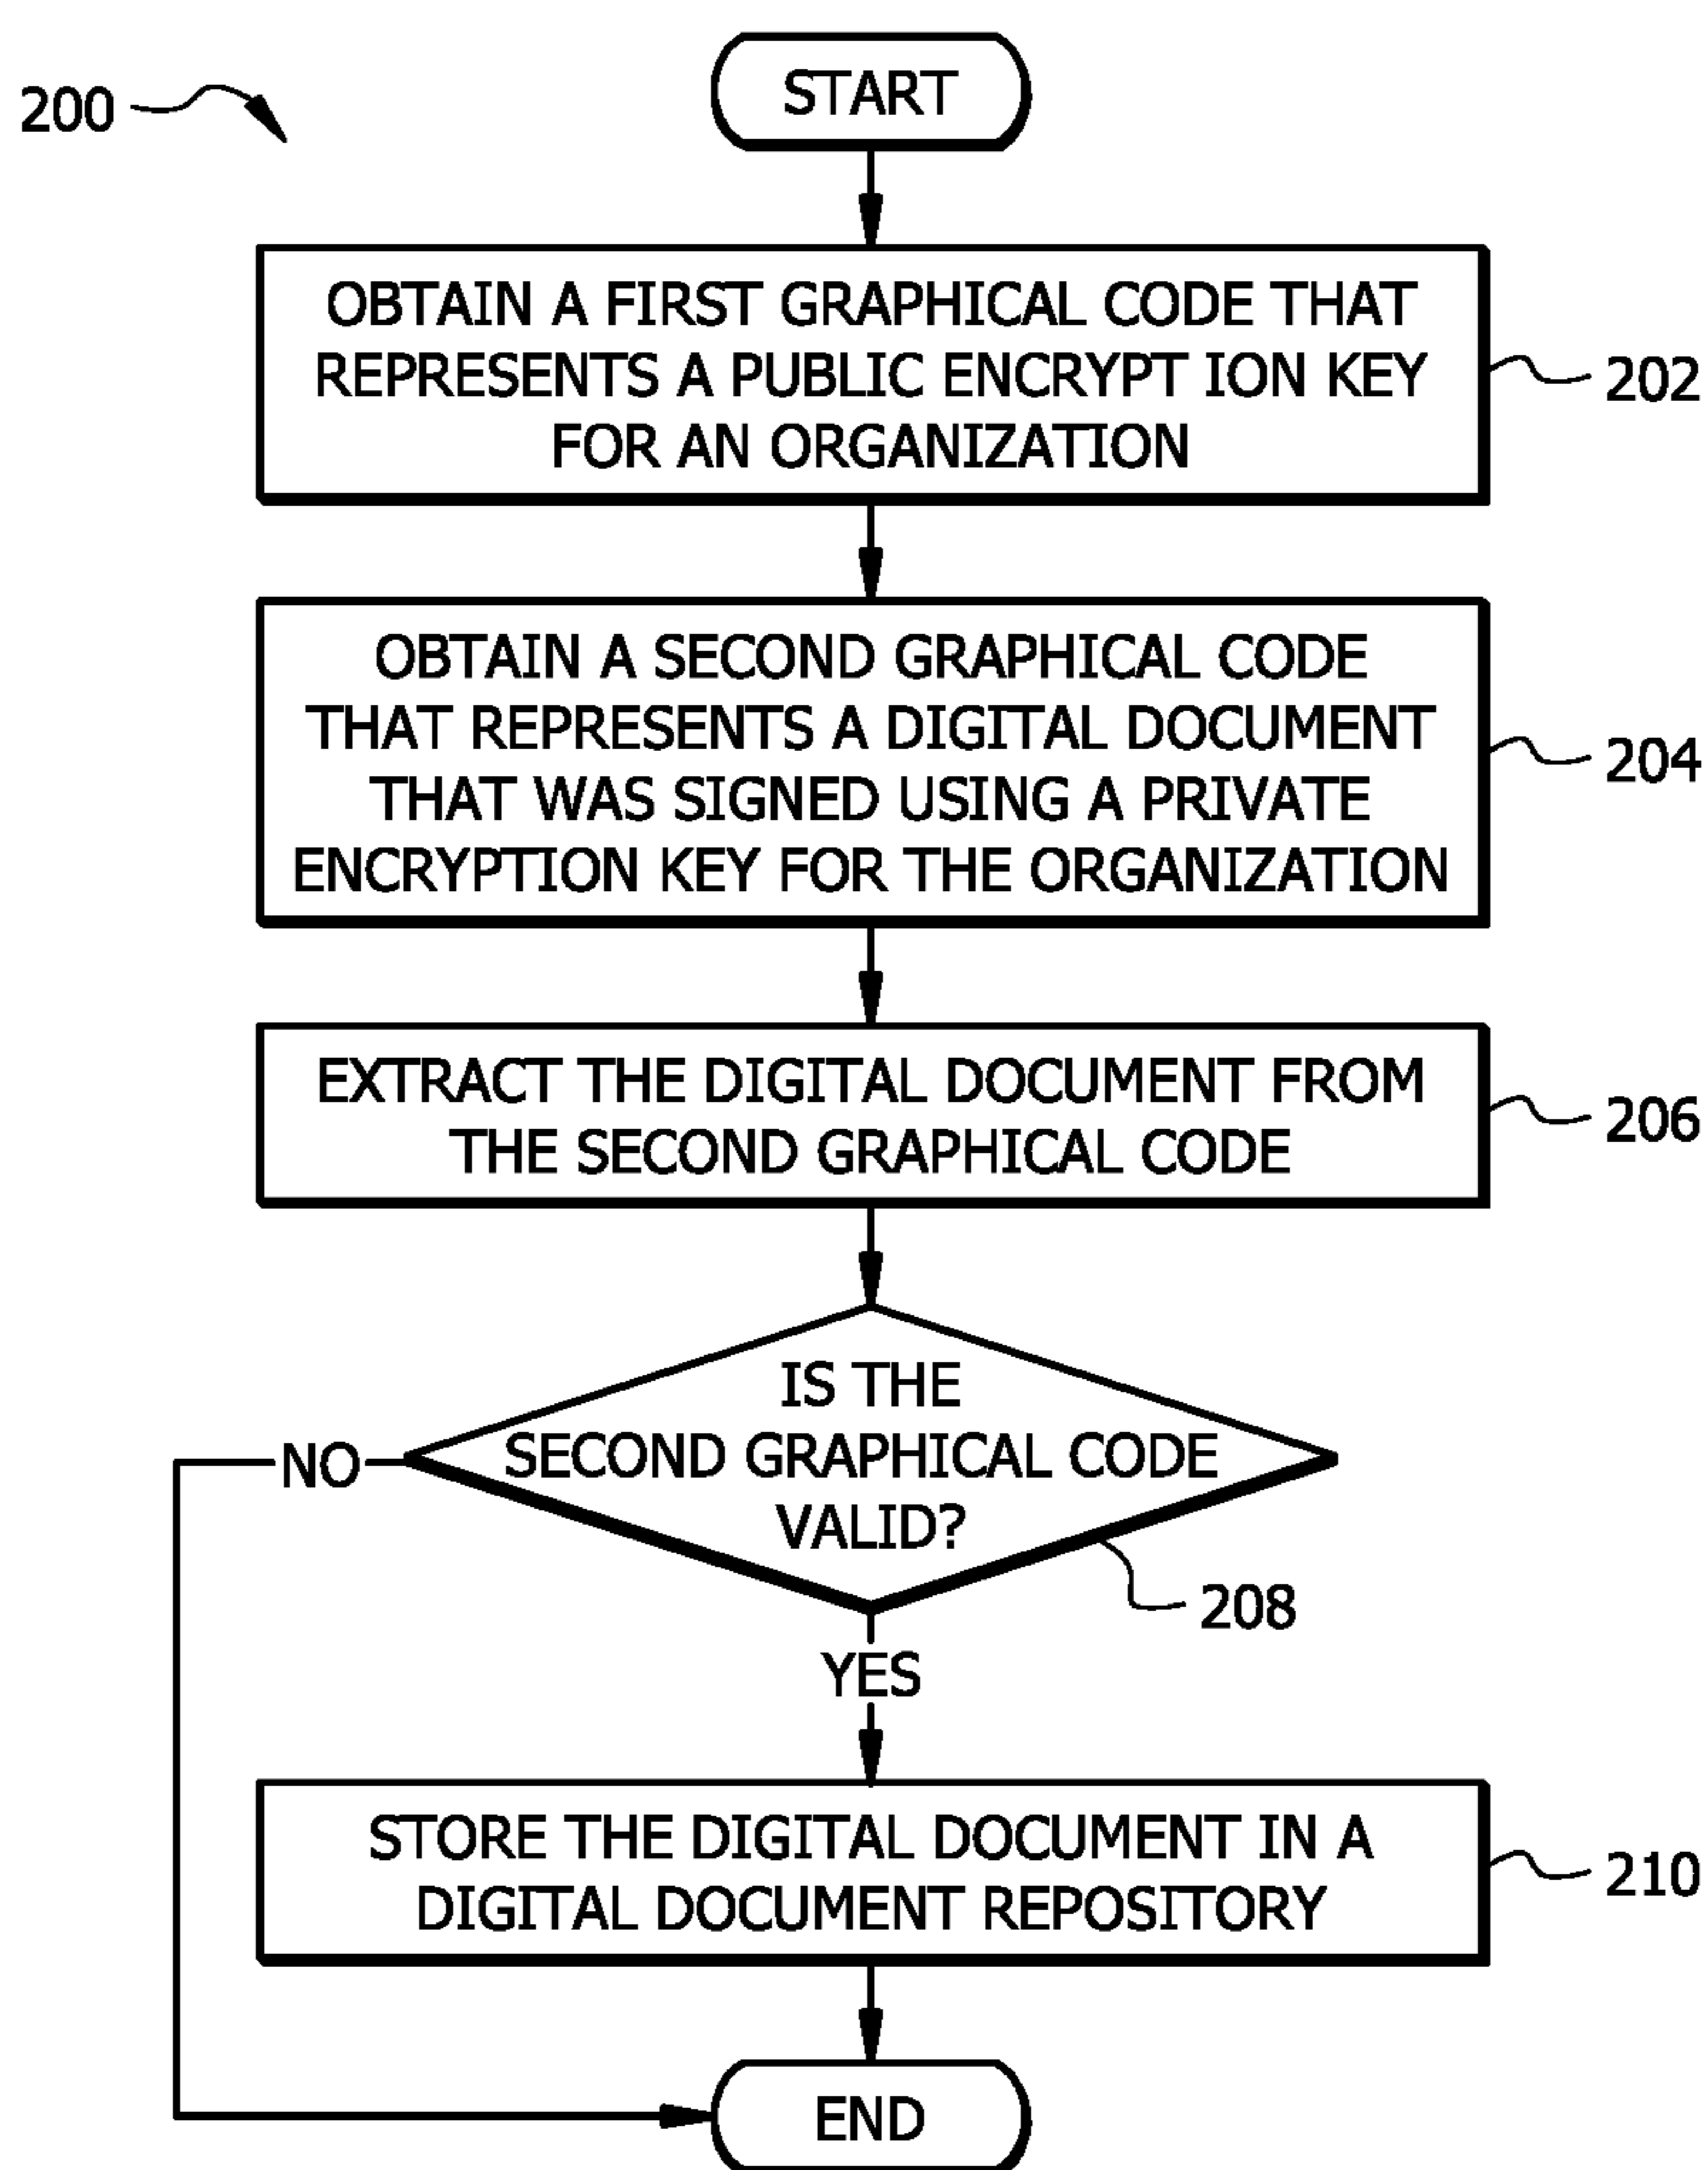 200
START
OBTAIN A FIRST GRAPHICAL CODE THAT
REPRESENTS A PUBLIC ENCRYPT ION KEY
FOR AN ORGANIZATION
202
OBTAIN A SECOND GRAPHICAL CODE
THAT REPRESENTS A DIGITAL DOCUMENT
THAT WAS SIGNED USING A PRIVATE
ENCRYPTION KEY FOR THE ORGANIZATION
204
EXTRACT THE DIGITAL DOCUMENT FROM
THE SECOND GRAPHICAL CODE
206
IS THE
SECOND GRAPHICAL CODE
VALID?
NO
208
YES
STORE THE DIGITAL DOCUMENT IN A
DIGITAL DOCUMENT REPOSITORY
210
END